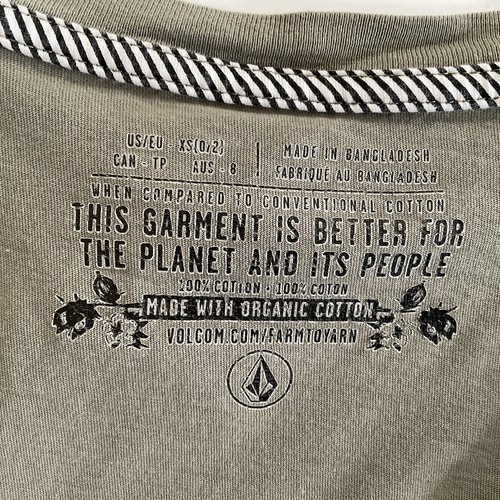 US/EU - XS(0/2) | MADE IN BANGLADESH
CAN - TP AUS - 8 | FABRIQUÉ AU BANGLADESH
WHEN COMPARED TO CONVENTIONAL COTTON
THIS GARMENT IS BETTER FOR
THE PLANET AND ITS PEOPLE
100% COTTON - 100% COTON
MADE WITH ORGANIC COTTON
VOLCOM.COM/FARMTOYARN